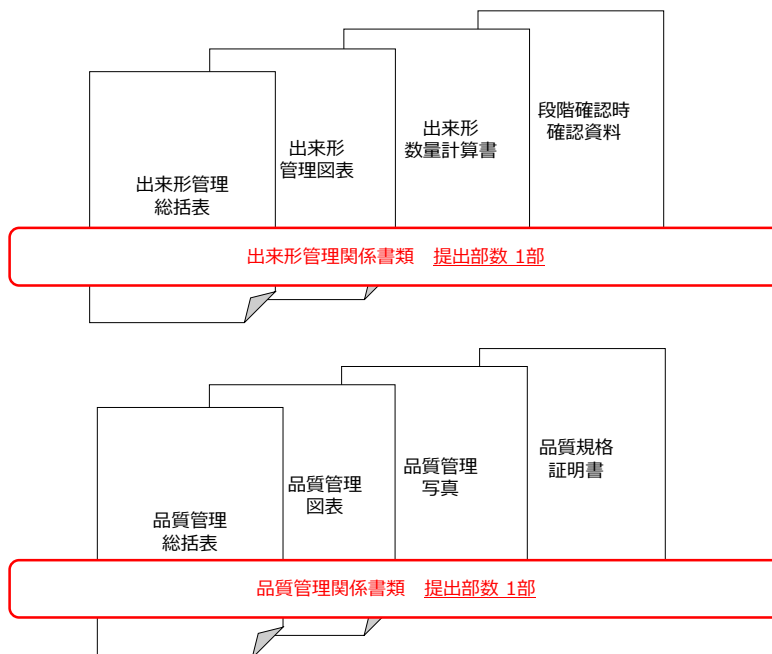 出来形管理
総括表
出来形
管理図表
出来形
数量計算書
段階確認時
確認資料
出来形管理関係書類 提出部数 1部
品質管理
総括表
品質管理
図表
品質管理
写真
品質規格
証明書
品質管理関係書類 提出部数 1部